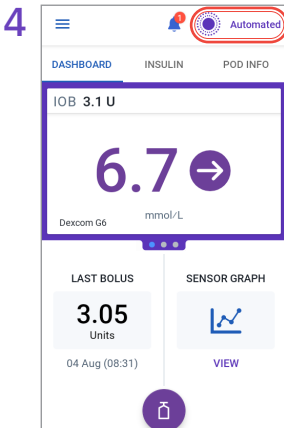 4
1
Automated
DASHBOARD INSULIN POD INFO
IOB 3.1 U
6.7
mmol/L
Dexcom G6
LAST BOLUS SENSOR GRAPH
3.05
Units
04 Aug (08:31) VIEW